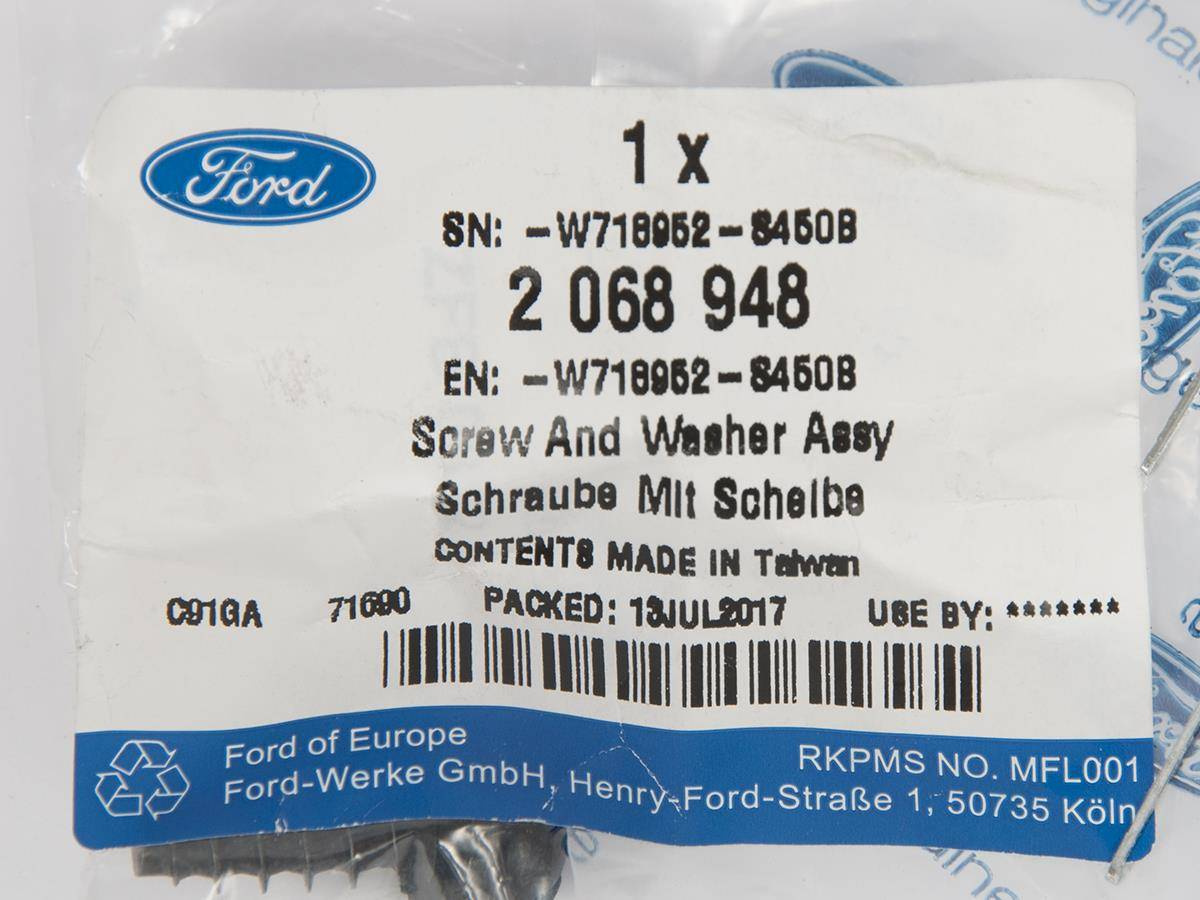 Ford
1 x
SN: -W718952-S450B
2 068 948
EN: -W718952-S450B
Screw And Washer Assy
Schraube Mit Scheibe
CONTENTS MADE IN Taiwan
C91GA 71690 PACKED: 13JUL2017 USE BY: *******
Ford of Europe
RKPMS NO. MFL001
Ford-Werke GmbH, Henry-Ford-Straße 1, 50735 Köln